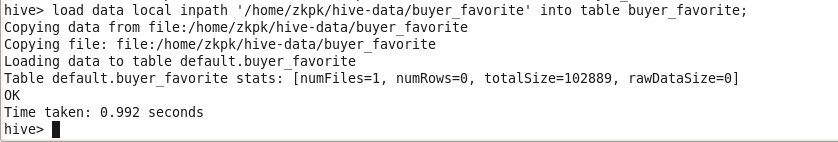 hive> load data local inpath '/home/zkpk/hive-data/buyer_favorite' into table buyer_favorite;
Copying data from file:/home/zkpk/hive-data/buyer_favorite
Copying file: file:/home/zkpk/hive-data/buyer_favorite
Loading data to table default.buyer_favorite
Table default.buyer_favorite stats: [numFiles=1, numRows=0, totalSize=102889, rawDataSize=0]
OK
Time taken: 0.992 seconds
hive>